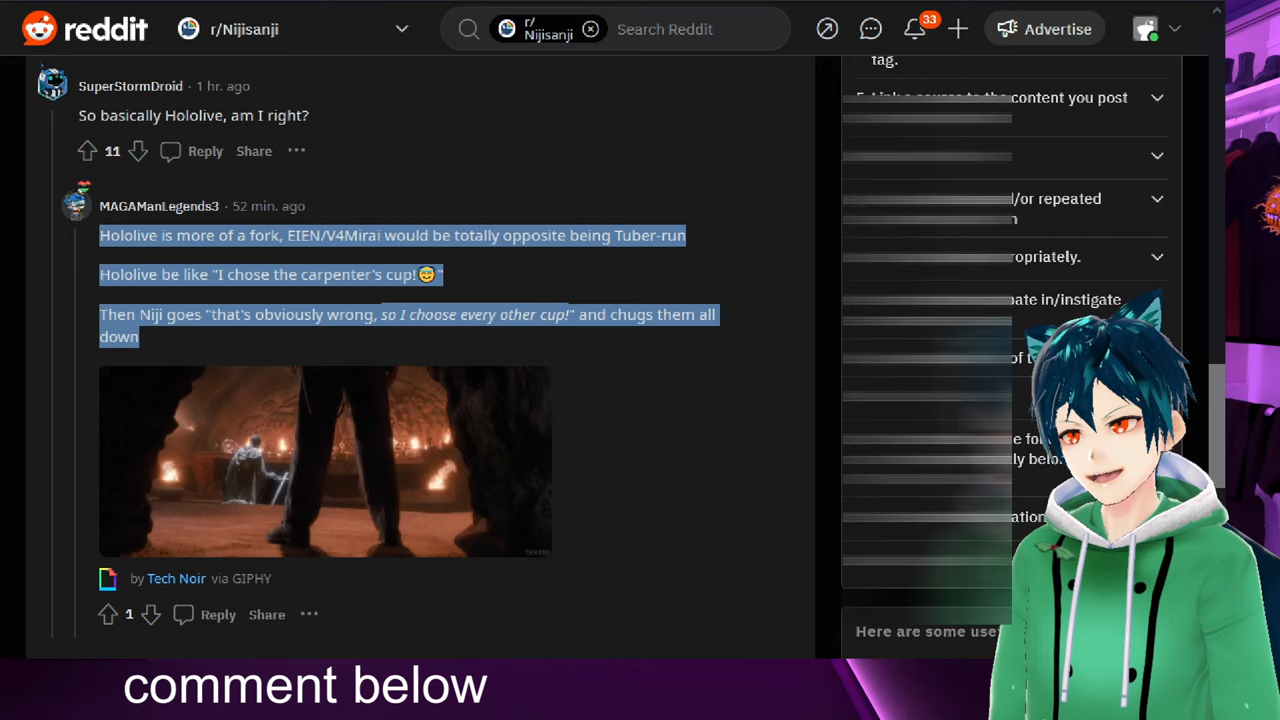 reddit
r/Nijisanji
r/
Nijisanji
Search Reddit
33
Advertise
tag.
SuperStormDroid · 1 hr. ago
content you post
So basically Hololive, am I right?
11 Reply Share ···
MAGAManLegends3 · 52 min. ago
/or repeated
Hololive is more of a fork, EIEN/V4Mirai would be totally opposite being Tuber-run
Hololive be like "I chose the carpenter's cup!😇"
Then Niji goes "that's obviously wrong, so I choose every other cup!" and chugs them all
down
by Tech Noir via GIPHY
1 Reply Share ···
Here are some
comment below